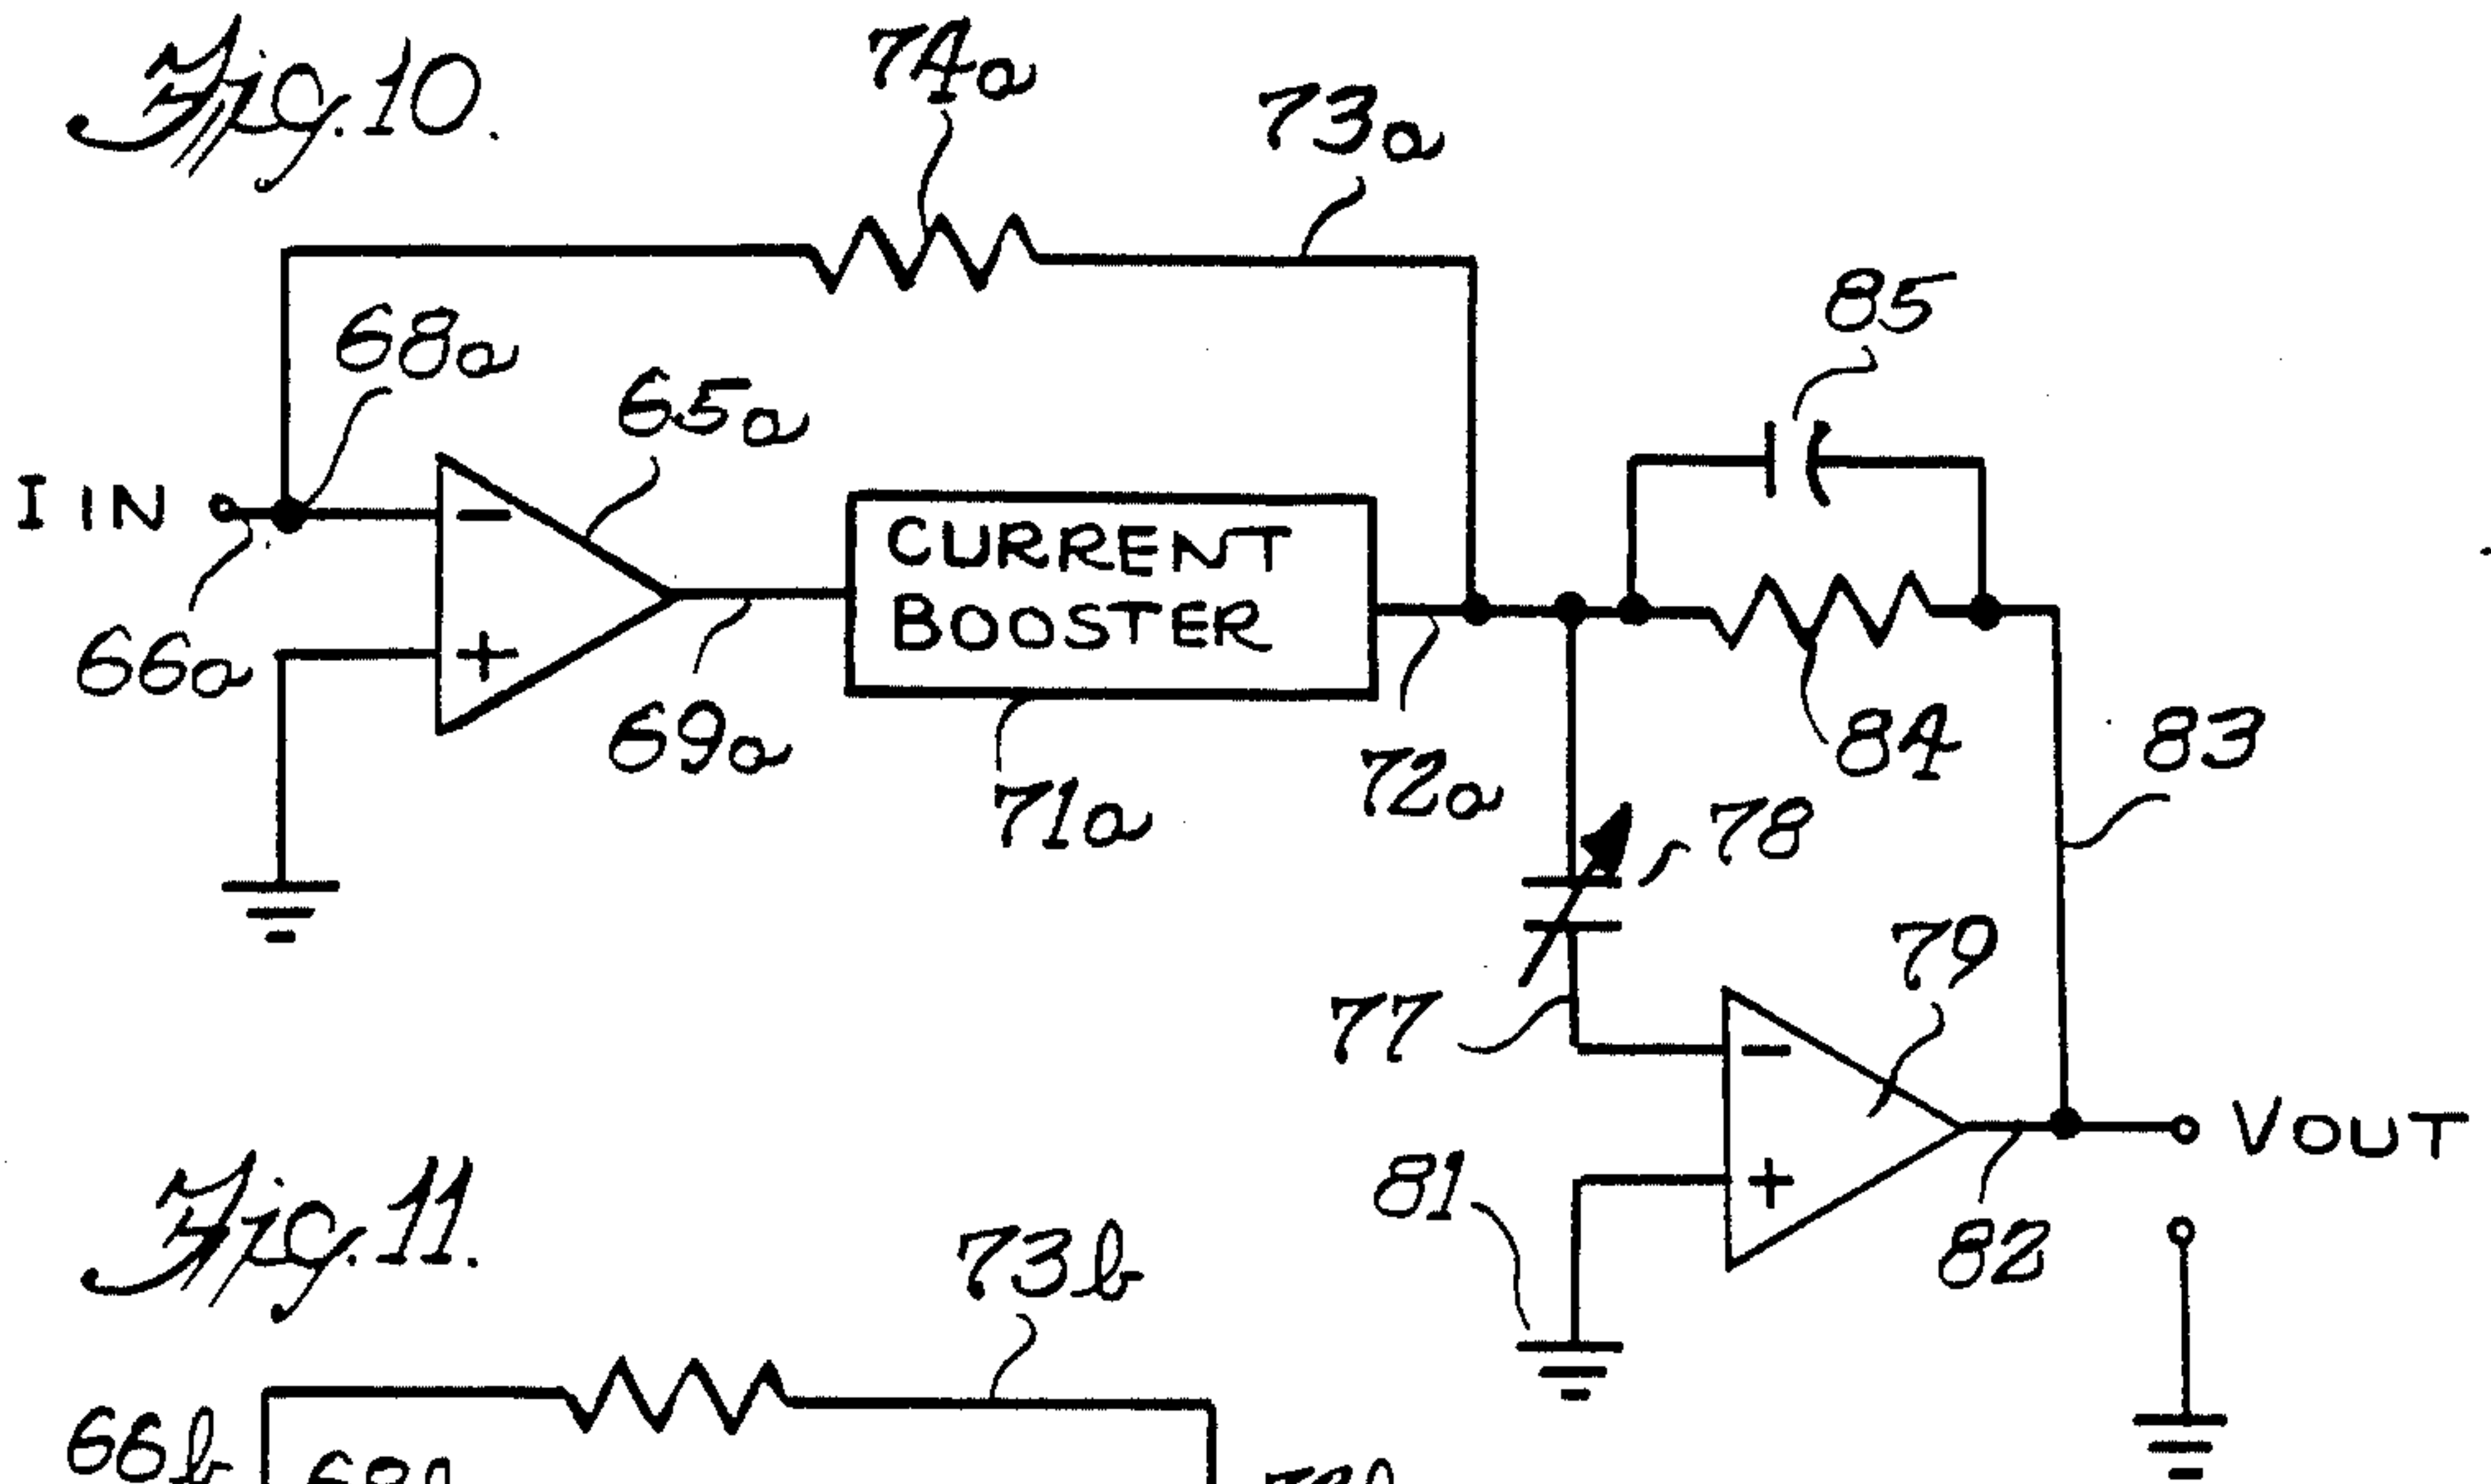 Fig. 10.
74a
73a
85
68a
65a
I IN
-
CURRENT
BOOSTER
+
66a
69a
71a
72a
84
83
78
79
77
-
VOUT
81
+
82
Fig. 11.
73b
66b